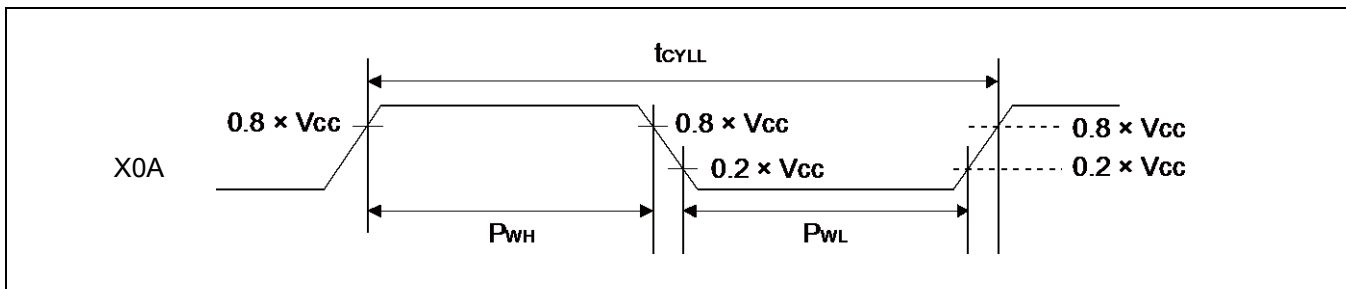 tCYLL
0.8 × Vcc
0.8 × Vcc
0.8 × Vcc
X0A
0.2 × Vcc
0.2 × Vcc
PWH
PWL